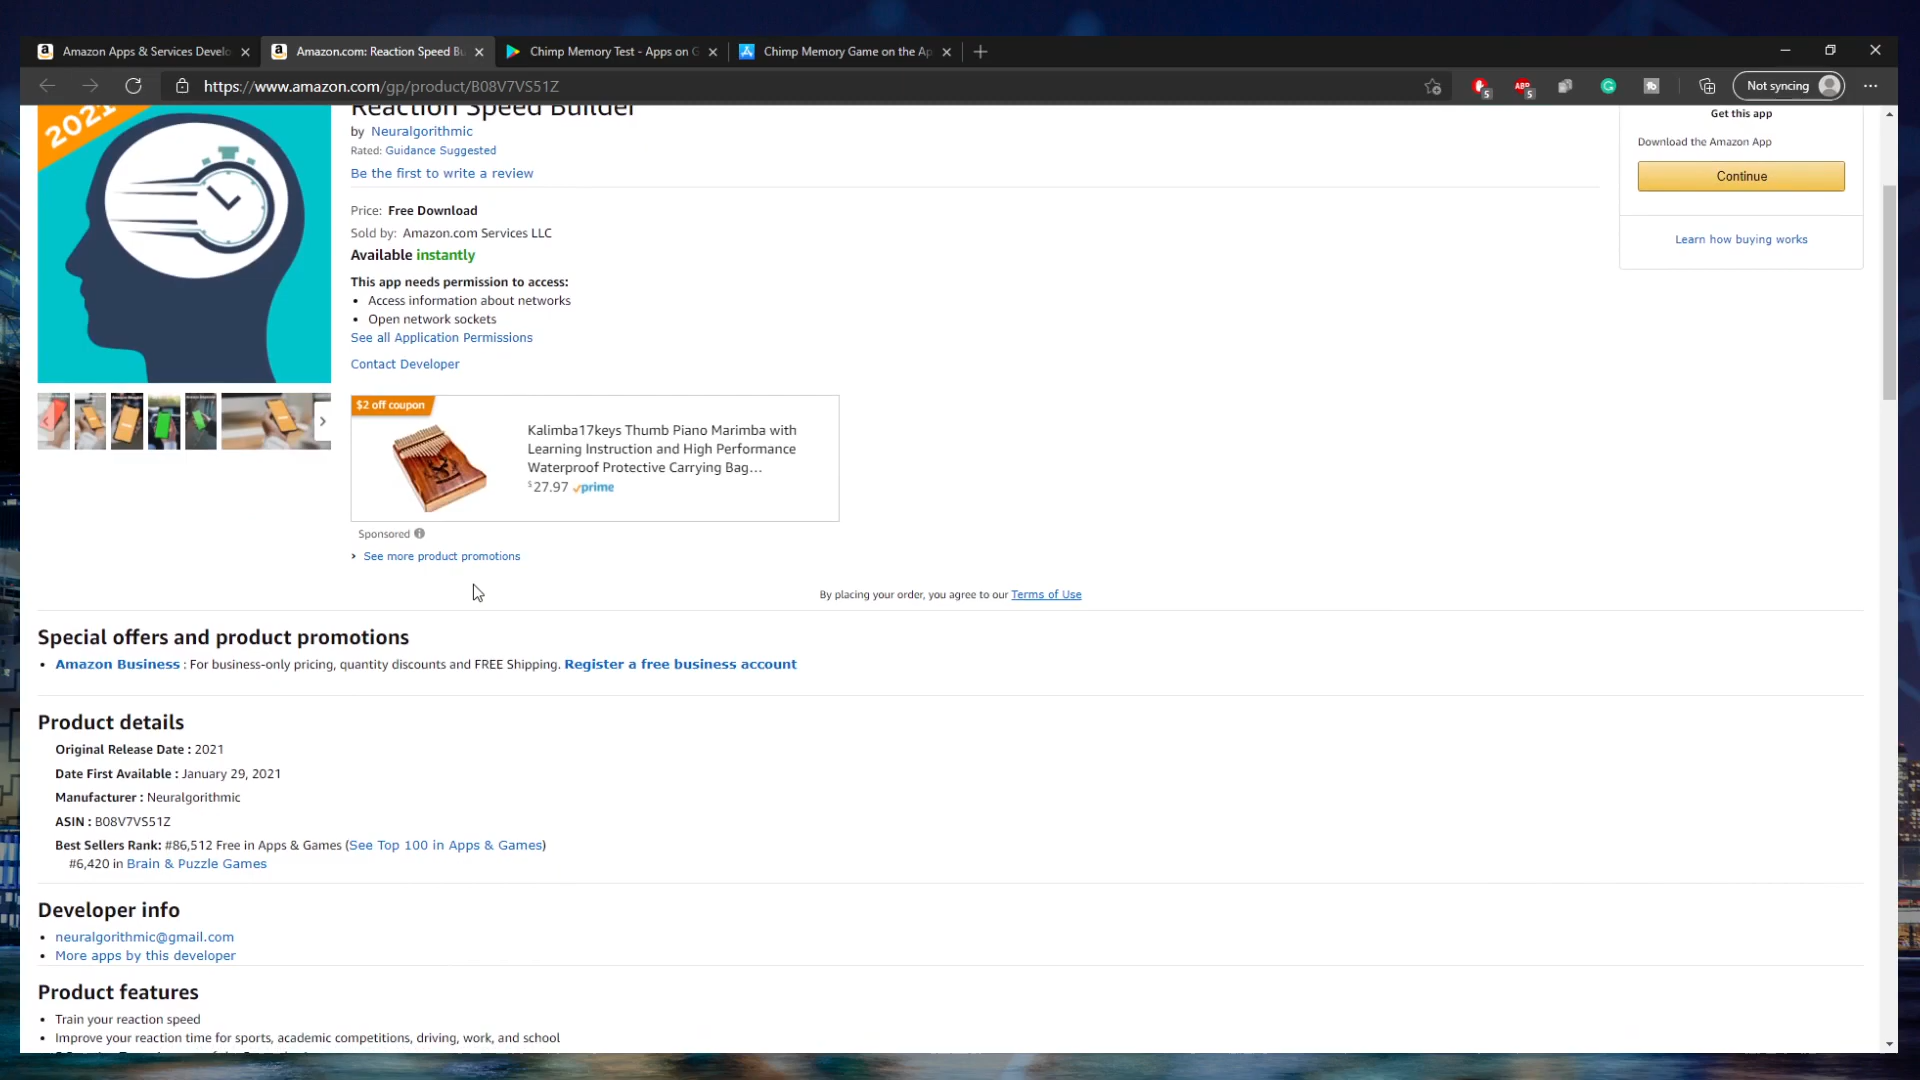 Amazon Apps & Services Develo
Amazon.com: Reaction Speed Bu
Chimp Memory Test - Apps on G
Chimp Memory Game on the Ap
https://www.amazon.com/gp/product/B08V7VS51Z
5
ABP
5
Not syncing
2021
Reaction Speed Builder
by Neuralgorithmic
Rated: Guidance Suggested
Be the first to write a review
Price: Free Download
Sold by: Amazon.com Services LLC
Available instantly
This app needs permission to access:
• Access information about networks
• Open network sockets
See all Application Permissions
Contact Developer
$2 off coupon
Kalimba17keys Thumb Piano Marimba with
Learning Instruction and High Performance
Waterproof Protective Carrying Bag...
$27.97 prime
Sponsored
› See more product promotions
Get this app
Download the Amazon App
Continue
Learn how buying works
By placing your order, you agree to our Terms of Use
Special offers and product promotions
• Amazon Business : For business-only pricing, quantity discounts and FREE Shipping. Register a free business account
Product details
Original Release Date : 2021
Date First Available : January 29, 2021
Manufacturer : Neuralgorithmic
ASIN : B08V7VS51Z
Best Sellers Rank: #86,512 Free in Apps & Games (See Top 100 in Apps & Games)
#6,420 in Brain & Puzzle Games
Developer info
• neuralgorithmic@gmail.com
• More apps by this developer
Product features
• Train your reaction speed
• Improve your reaction time for sports, academic competitions, driving, work, and school